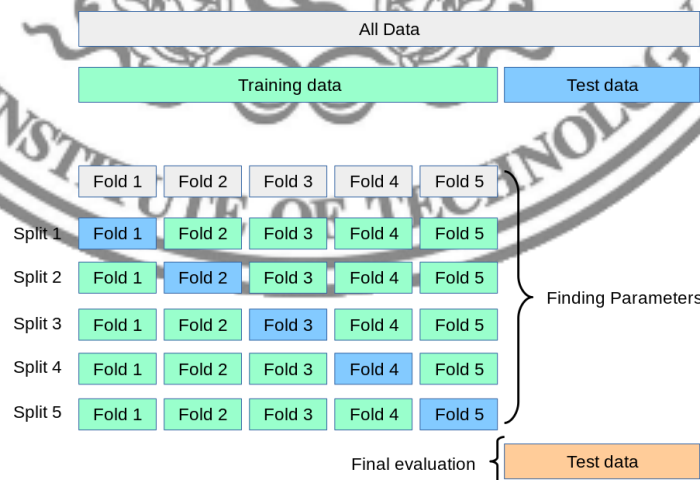 All Data
Training data Test data
Fold 1 Fold 2 Fold 3 Fold 4 Fold 5
Split 1 Fold 1 Fold 2 Fold 3 Fold 4 Fold 5
Split 2 Fold 1 Fold 2 Fold 3 Fold 4 Fold 5
Finding Parameters
Split 3 Fold 1 Fold 2 Fold 3 Fold 4 Fold 5
Split 4 Fold 1 Fold 2 Fold 3 Fold 4 Fold 5
Split 5 Fold 1 Fold 2 Fold 3 Fold 4 Fold 5
Final evaluation Test data
INSTITUTE OF TECHNOLOG